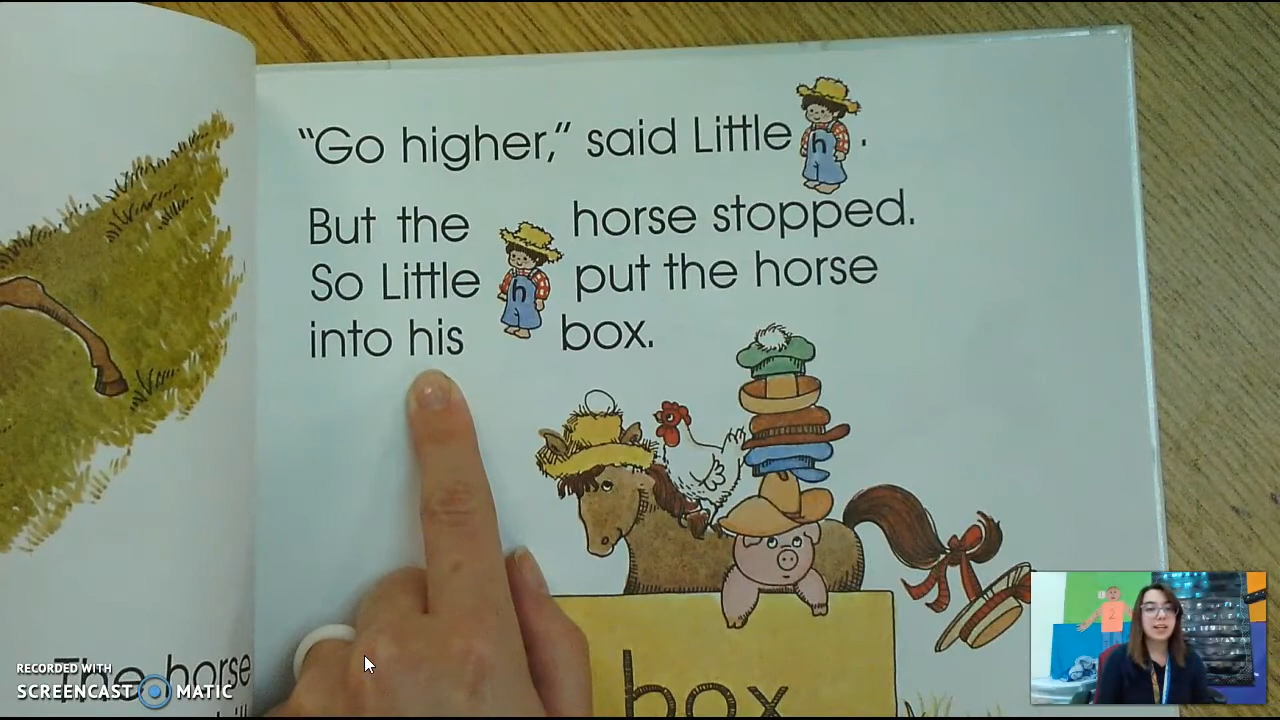 "Go higher," said Little h.
But the h horse stopped.
So Little h put the horse
into his h box.
box
The horse
RECORDED WITH
SCREENCAST MATIC
2